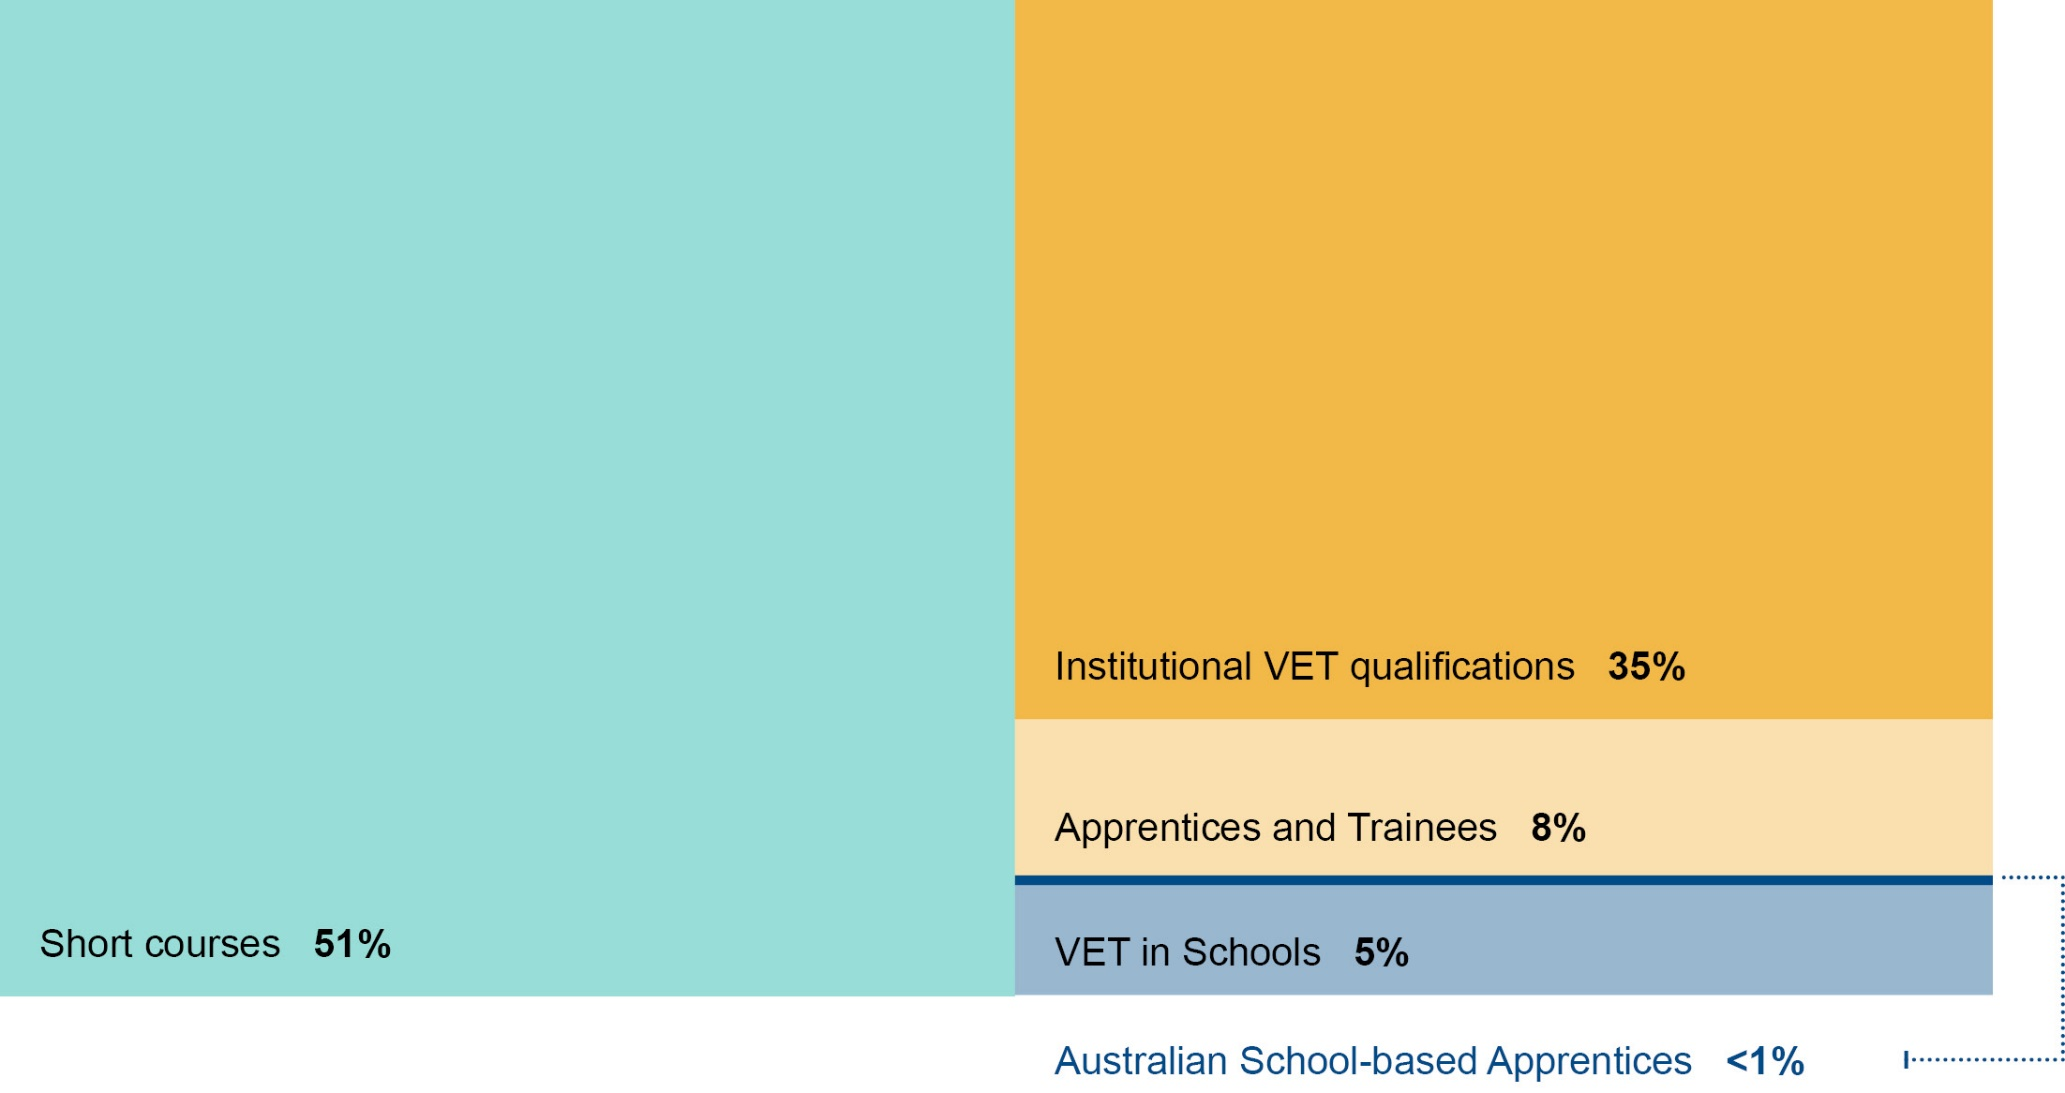 Institutional VET qualifications 35%
Apprentices and Trainees 8%
Short courses 51%
VET in Schools 5%
Australian School-based Apprentices <1%